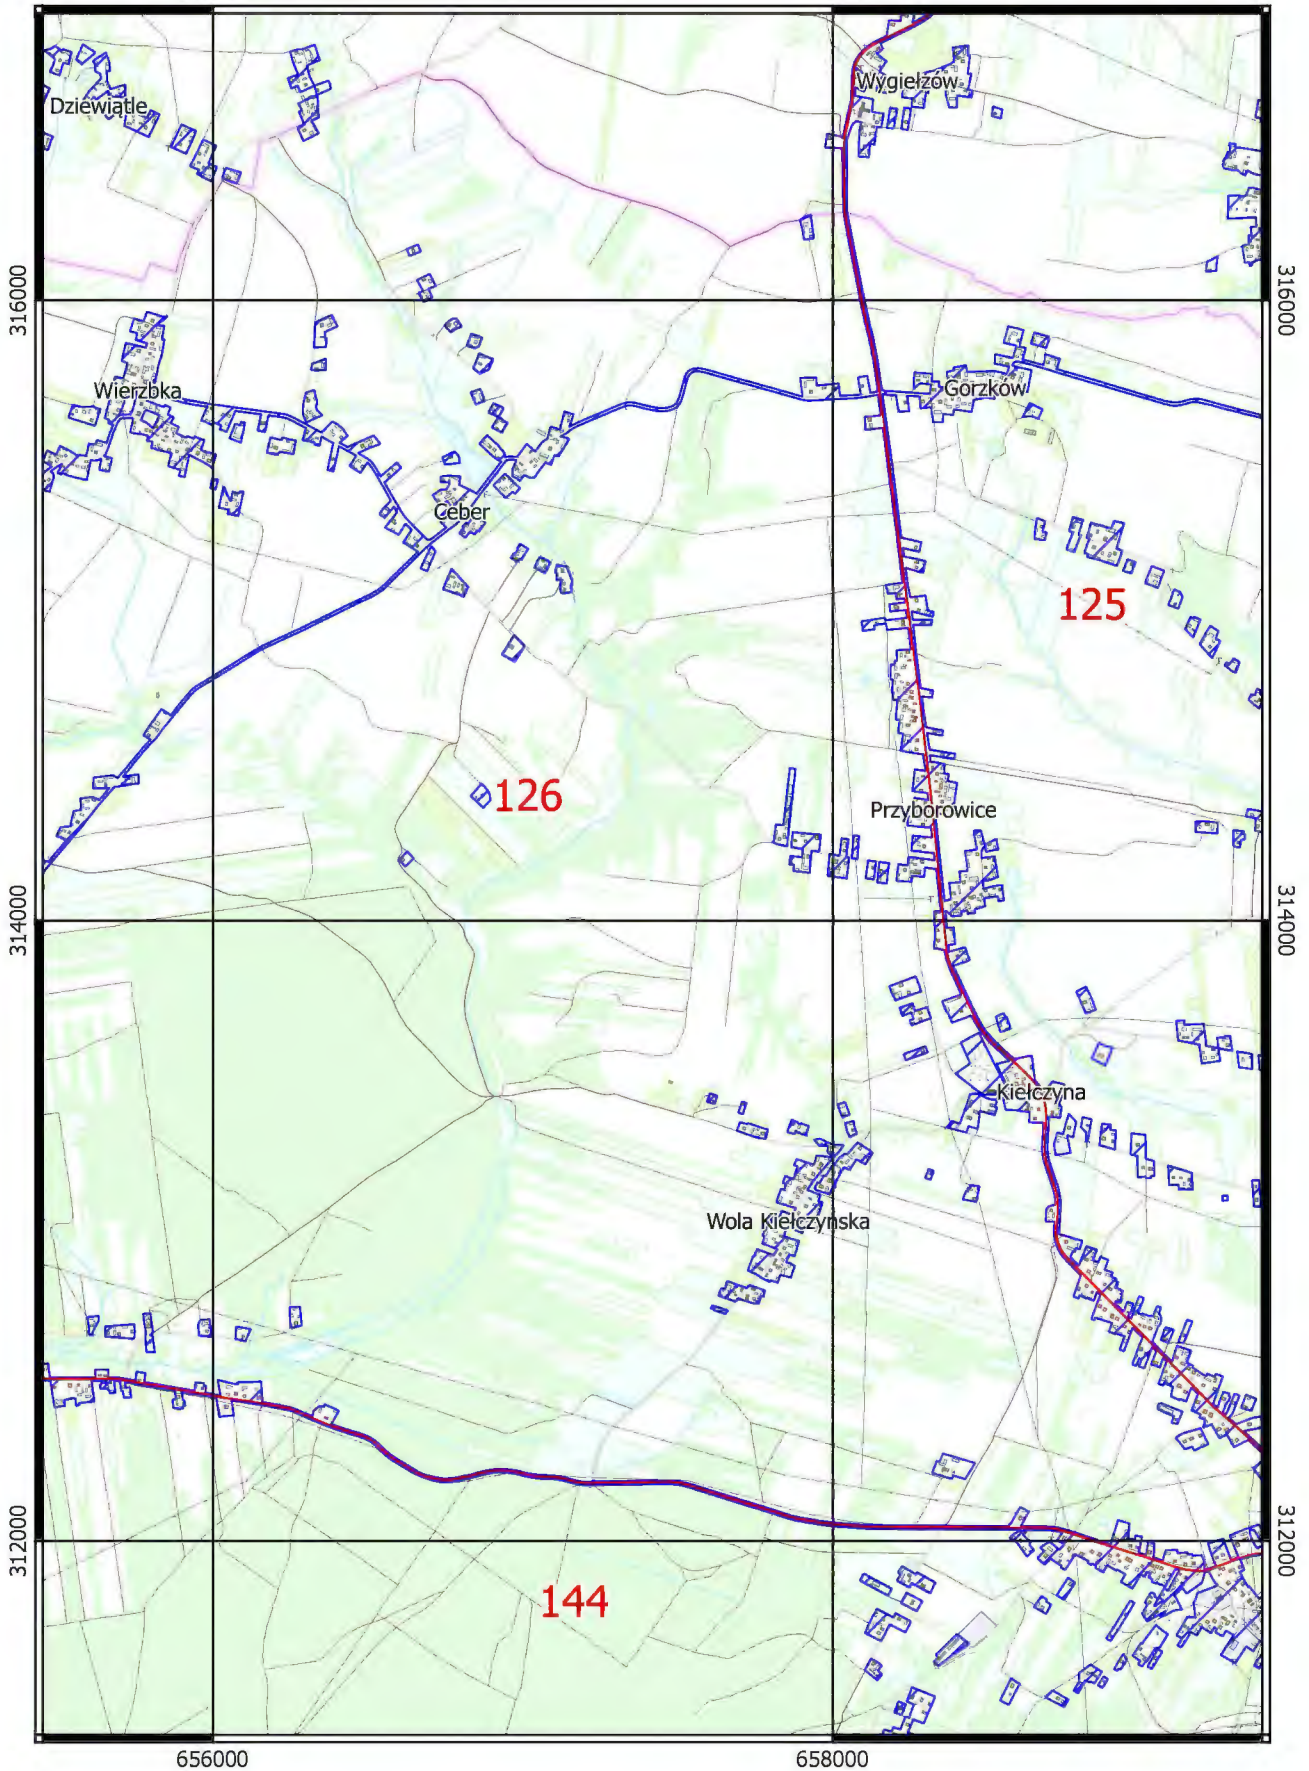 Wygiełzów
Dziewiątle
316000
316000
Wierzbka
Gorzków
Ceber
125
126
Przyborowice
314000
314000
Kiełczyna
Wola Kiełczyńska
312000
312000
144
656000
658000